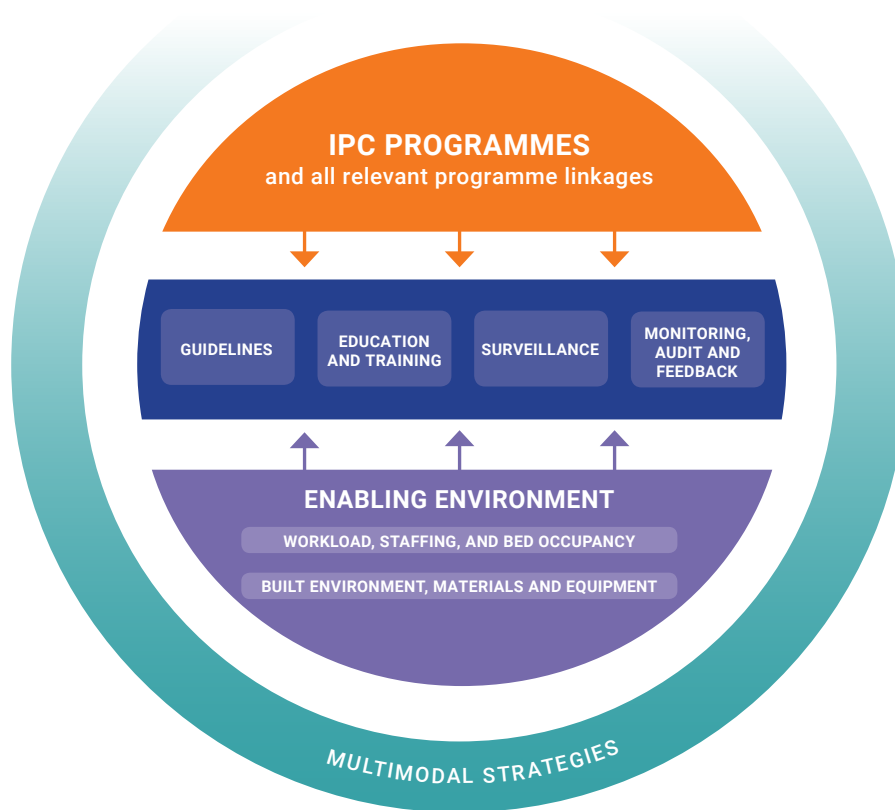 IPC PROGRAMMES
and all relevant programme linkages
GUIDELINES
EDUCATION
AND TRAINING
SURVEILLANCE
MONITORING,
AUDIT AND
FEEDBACK
ENABLING ENVIRONMENT
WORKLOAD, STAFFING, AND BED OCCUPANCY
BUILT ENVIRONMENT, MATERIALS AND EQUIPMENT
MULTIMODAL STRATEGIES